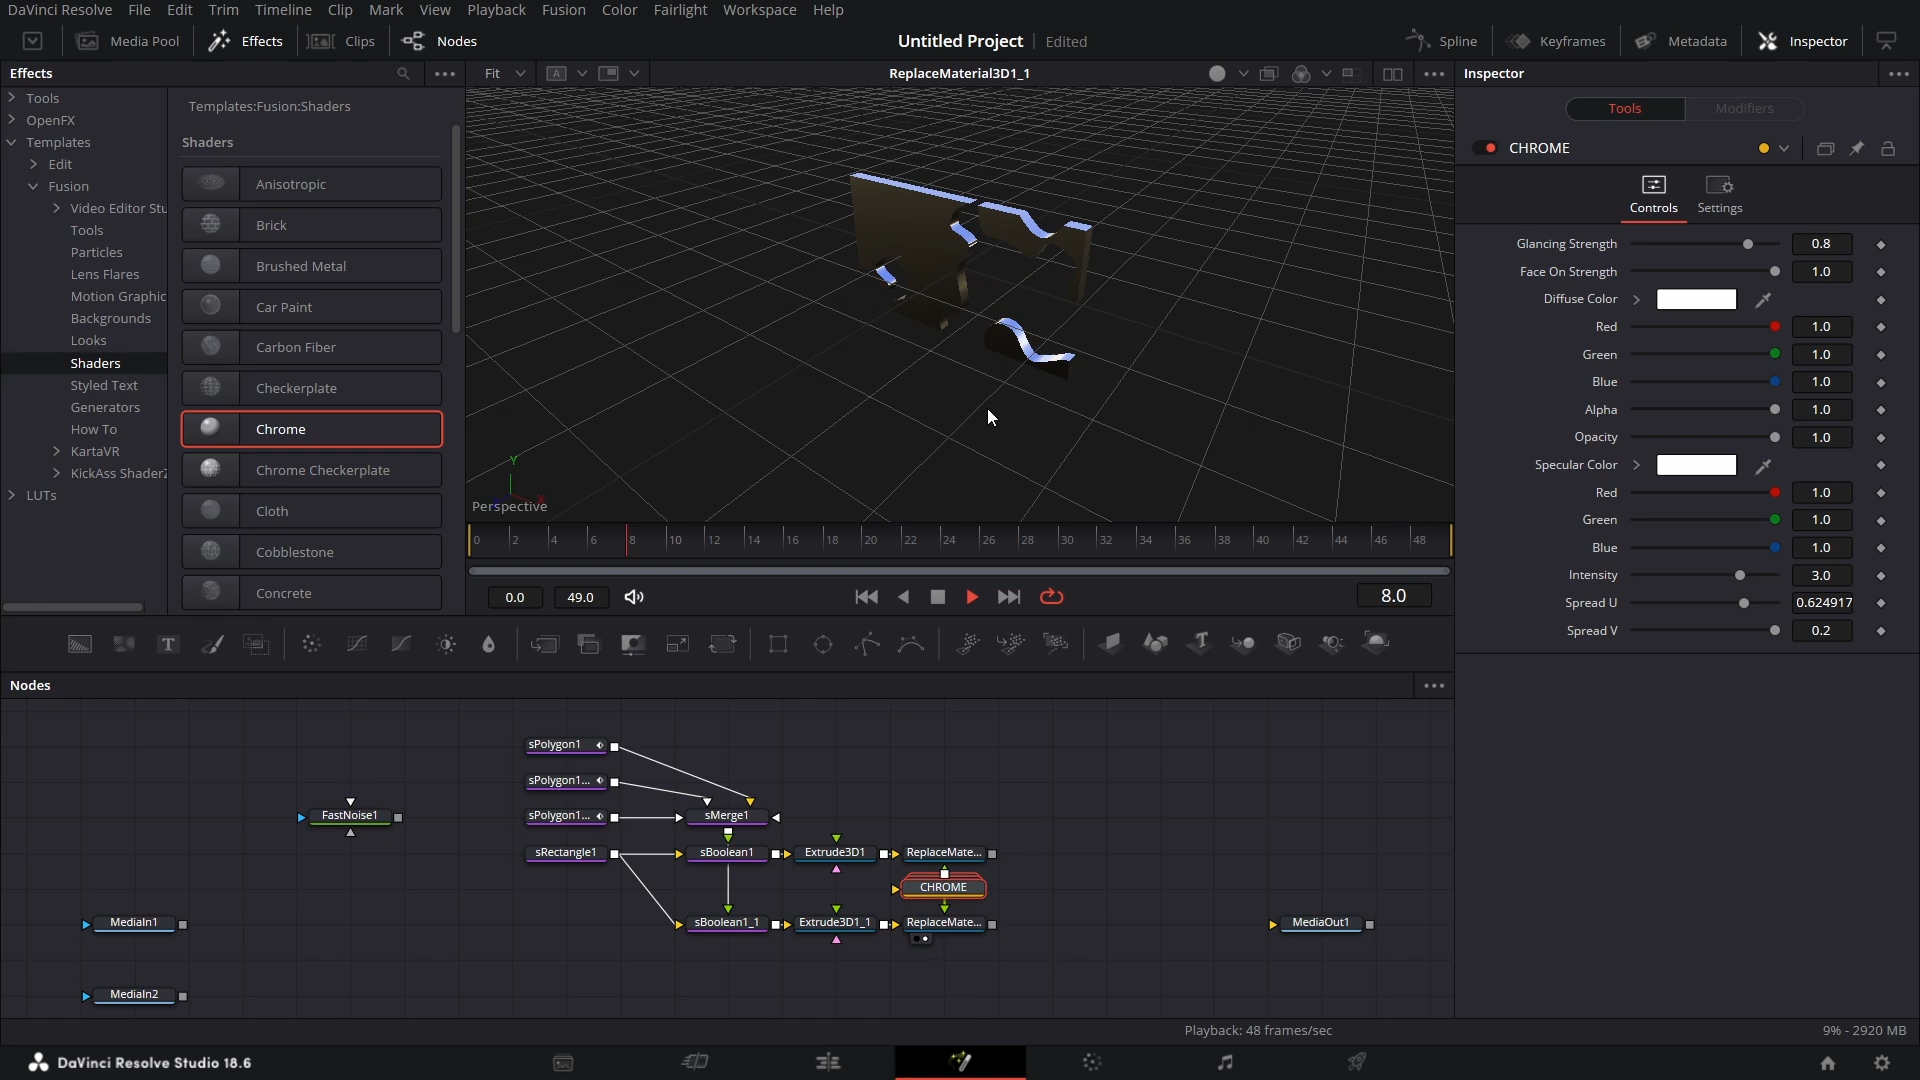 DaVinci Resolve File Edit Trim Timeline Clip Mark View Playback Fusion Color Fairlight Workspace Help
Media Pool Effects Clips Nodes Untitled Project Edited Spline Keyframes Metadata Inspector
Effects Fit A ReplaceMaterial3D1_1 Inspector
Tools
OpenFX
Templates
Edit
Fusion
Video Editor Stu
Tools
Particles
Lens Flares
Motion Graphic
Backgrounds
Looks
Shaders
Styled Text
Generators
How To
KartaVR
KickAss ShaderZ
LUTs
Templates:Fusion:Shaders
Shaders
Anisotropic
Brick
Brushed Metal
Car Paint
Carbon Fiber
Checkerplate
Chrome
Chrome Checkerplate
Cloth
Cobblestone
Concrete
Y
X
Perspective
0 2 4 6 8 10 12 14 16 18 20 22 24 26 28 30 32 34 36 38 40 42 44 46 48
0.0 49.0 8.0
Tools Modifiers
CHROME
Controls Settings
Glancing Strength 0.8
Face On Strength 1.0
Diffuse Color
Red 1.0
Green 1.0
Blue 1.0
Alpha 1.0
Opacity 1.0
Specular Color
Red 1.0
Green 1.0
Blue 1.0
Intensity 3.0
Spread U 0.624917
Spread V 0.2
T T
Nodes
sPolygon1
sPolygon1...
FastNoise1 sPolygon1... sMerge1
sRectangle1 sBoolean1 Extrude3D1 ReplaceMate...
CHROME
MediaIn1 sBoolean1_1 Extrude3D1_1 ReplaceMate... MediaOut1
MediaIn2
Playback: 48 frames/sec 9% - 2920 MB
DaVinci Resolve Studio 18.6